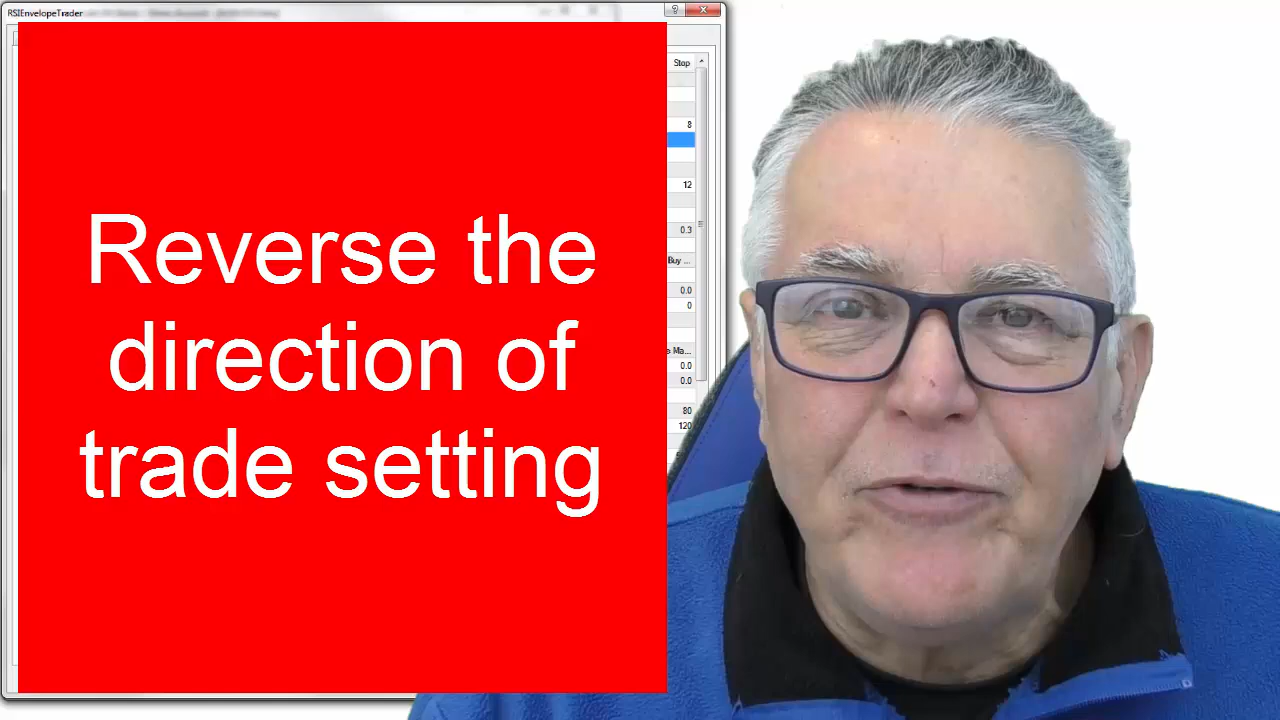 RSIEnvelopeTrader
Stop
8
12
0.3
Buy ...
0.0
0
e Ma...
0.0
0.0
80
120
Reverse the
direction of
trade setting